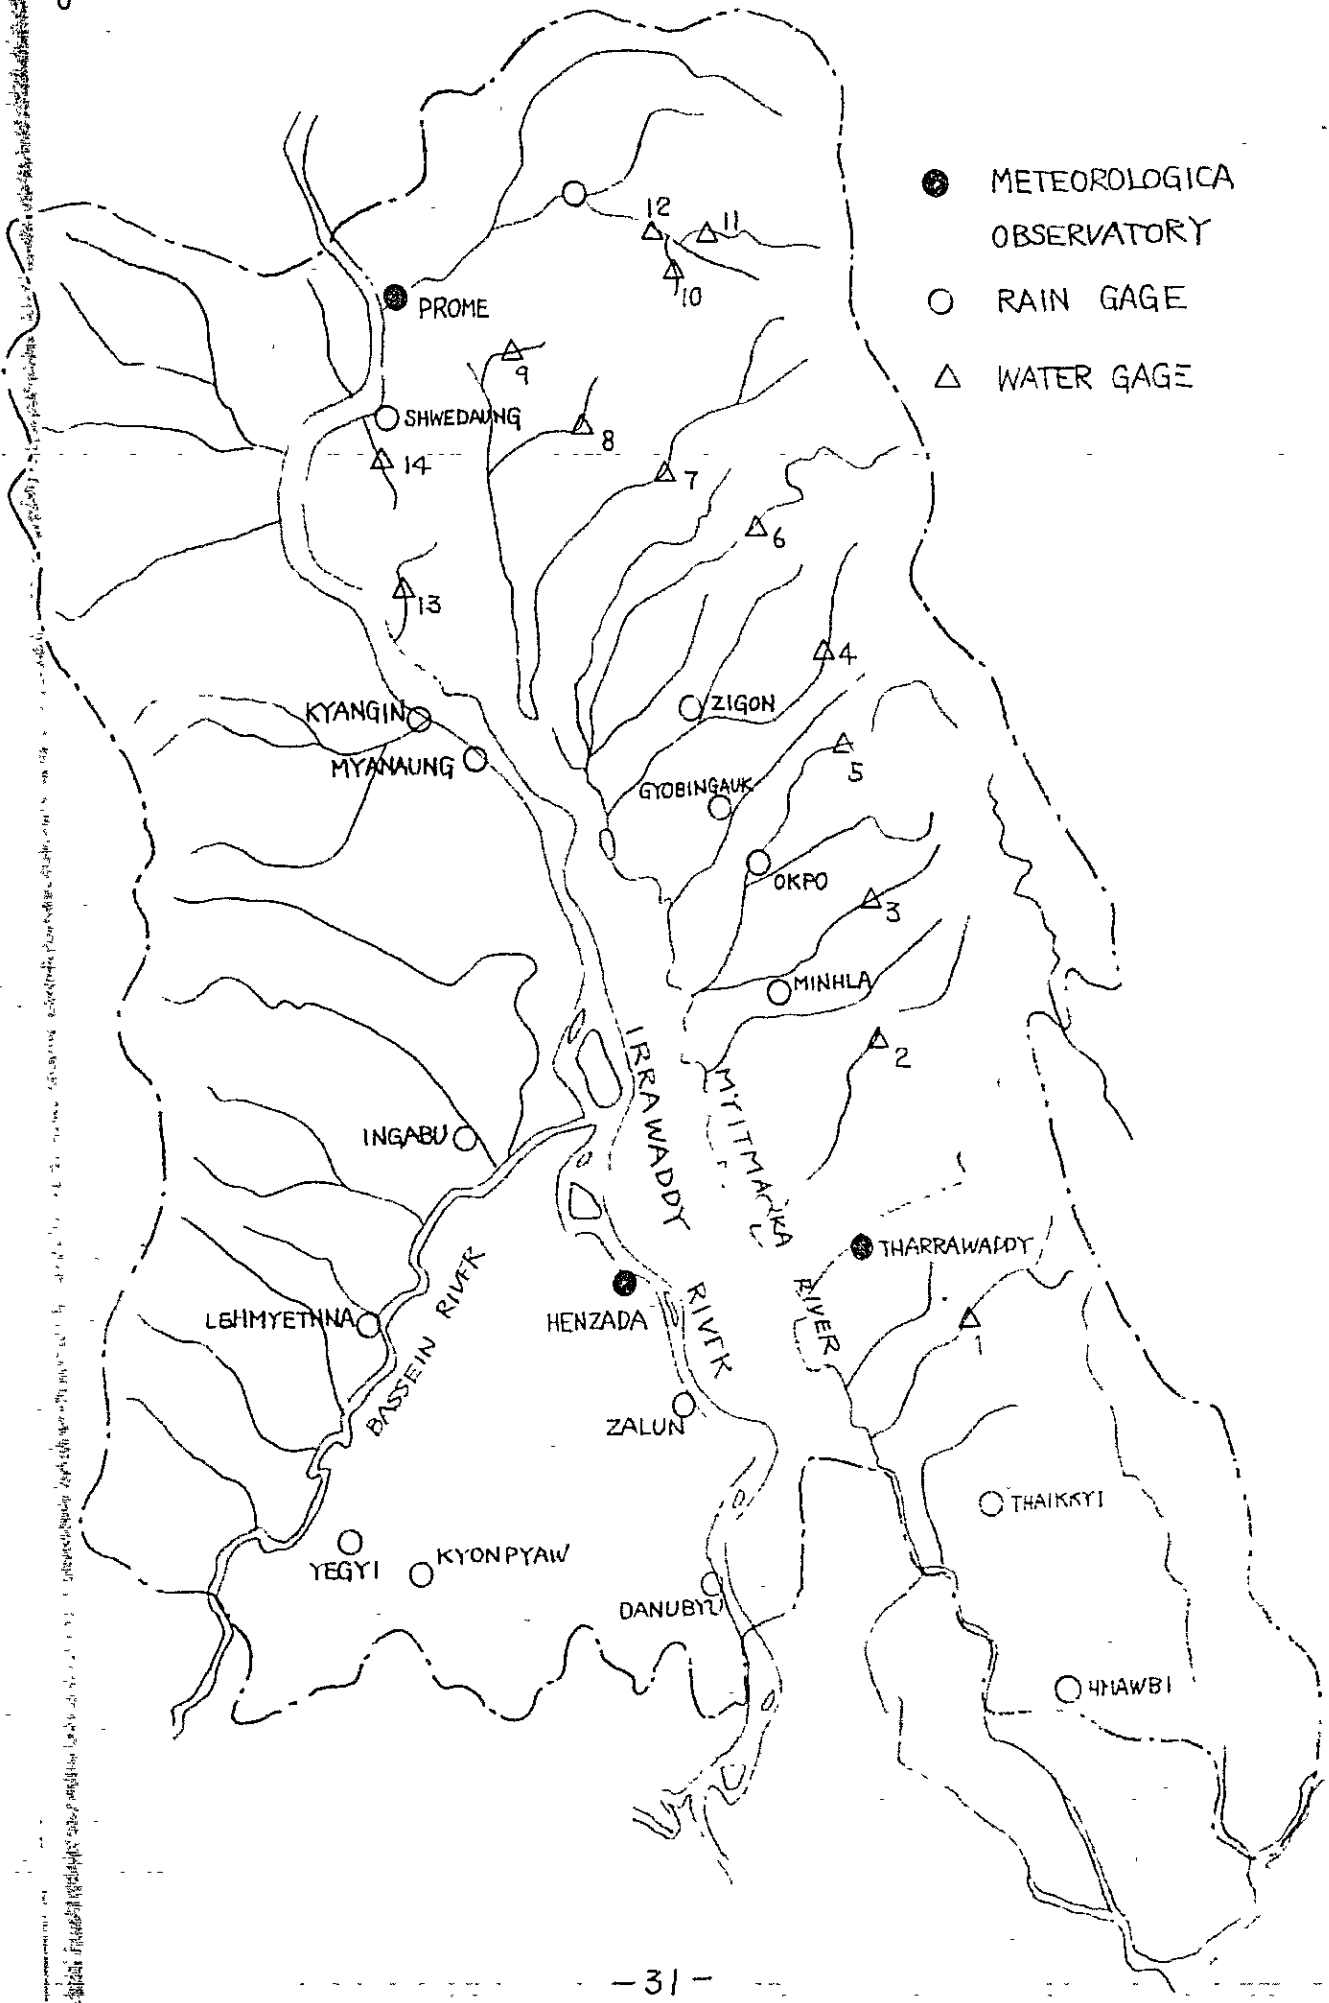 METEOROLOGICA
OBSERVATORY
RAIN GAGE
WATER GAGE
12
11
10
PROME
9
SHWEDAUNG
8
14
7
6
13
4
KYANGIN
ZIGON
MYANAUNG
5
GYOBINGAUK
OKPO
3
MINHLA
2
IRRAWADDY RIVER
MYITMAKA RIVER
INGABU
THARRAWADDY
BASSEIN RIVER
LEHMYETHNA
HENZADA
1
ZALUN
THAIKKYI
YEGYI
KYONPYAW
DANUBYU
HMAWBI
-31-